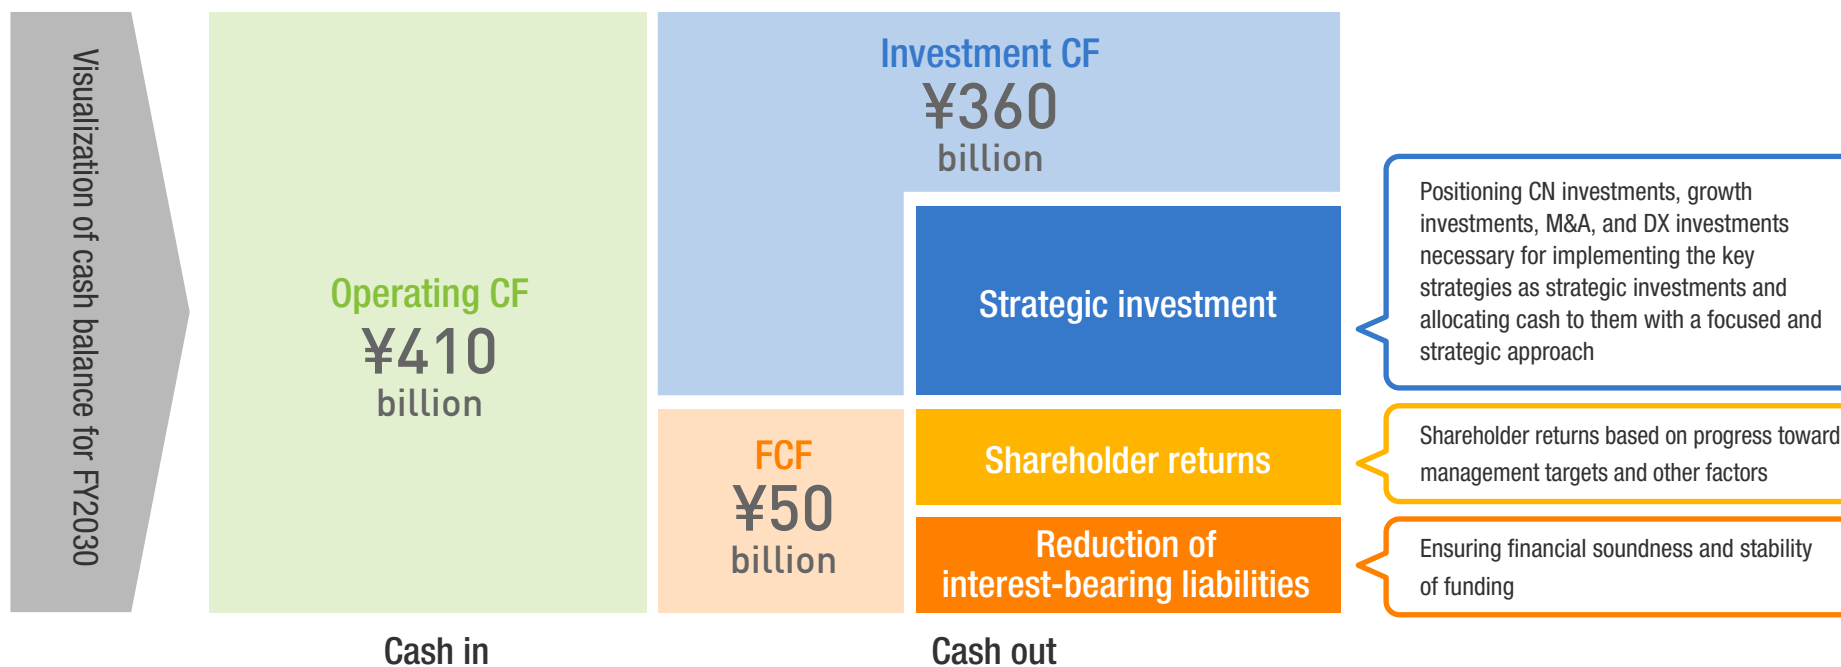 Visualization of cash balance for FY2030
Operating CF
¥410
billion
Investment CF
¥360
billion
Strategic investment
FCF
¥50
billion
Shareholder returns
Reduction of
interest-bearing liabilities
Positioning CN investments, growth
investments, M&A, and DX investments
necessary for implementing the key
strategies as strategic investments and
allocating cash to them with a focused and
strategic approach
Shareholder returns based on progress toward
management targets and other factors
Ensuring financial soundness and stability
of funding
Cash in
Cash out